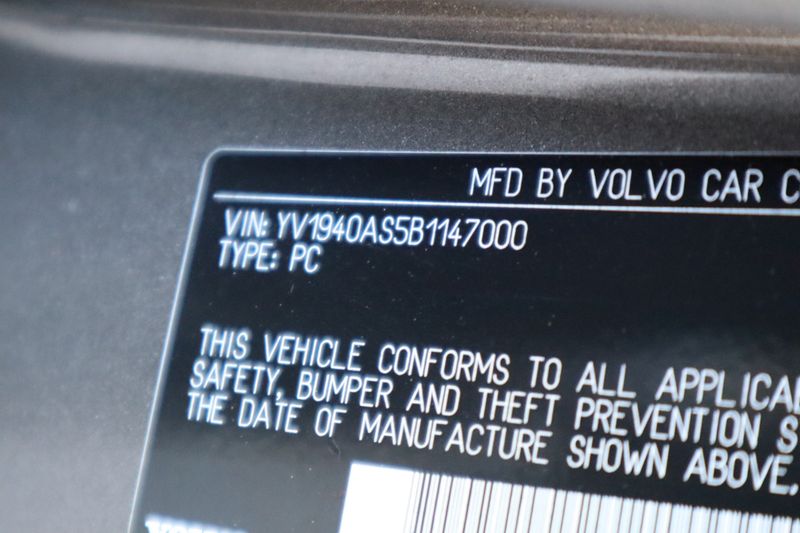 MFD BY VOLVO CAR C
VIN: YV1940AS5B1147000
TYPE: PC
THIS VEHICLE CONFORMS TO ALL APPLICA
SAFETY, BUMPER AND THEFT PREVENTION S
THE DATE OF MANUFACTURE SHOWN ABOVE.